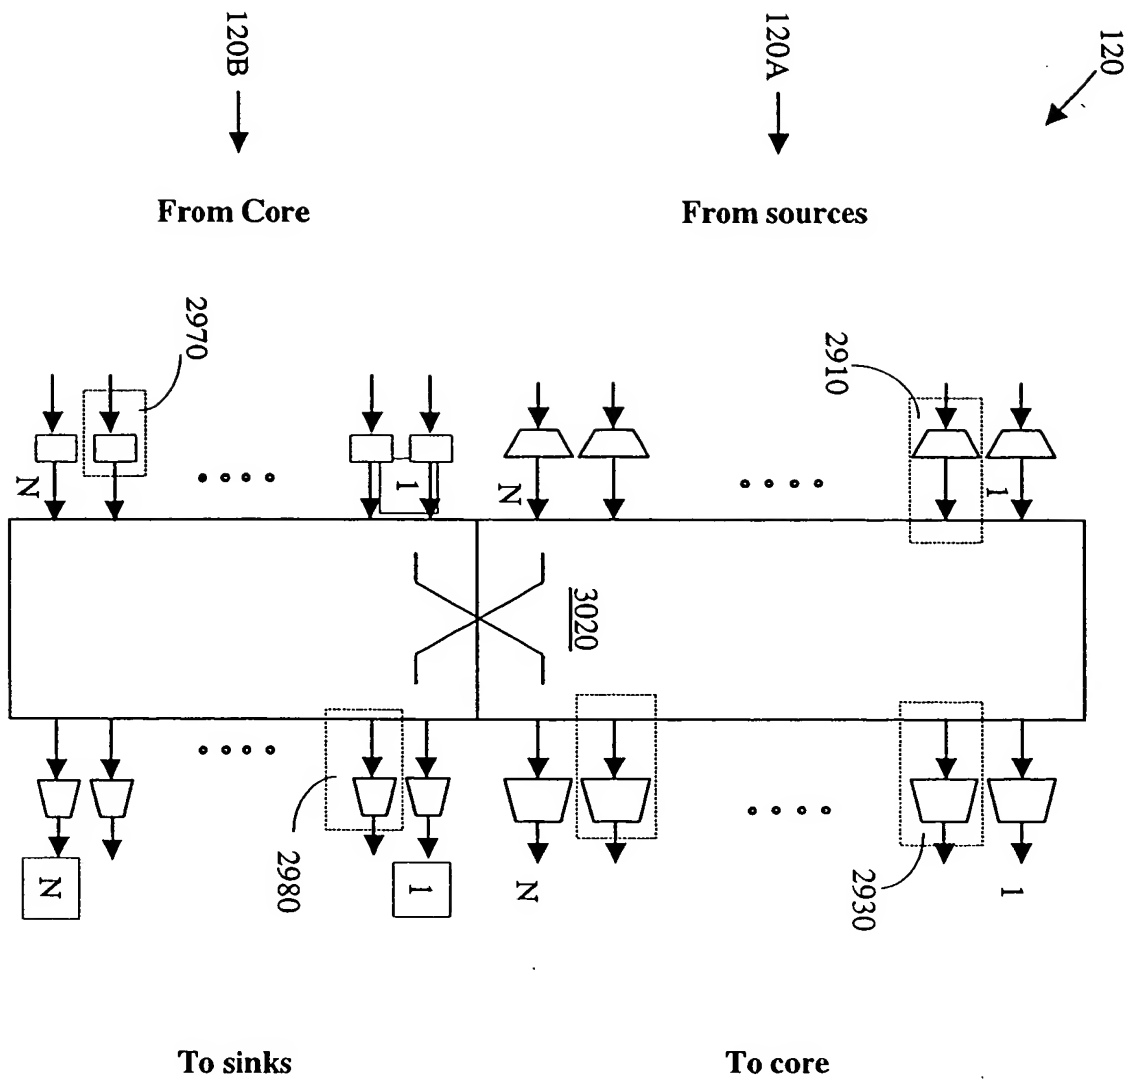 120
120A
120B
From Core
From sources
2970
2910
N
1
N
1
3020
N
1
2980
N
2930
1
To sinks
To core